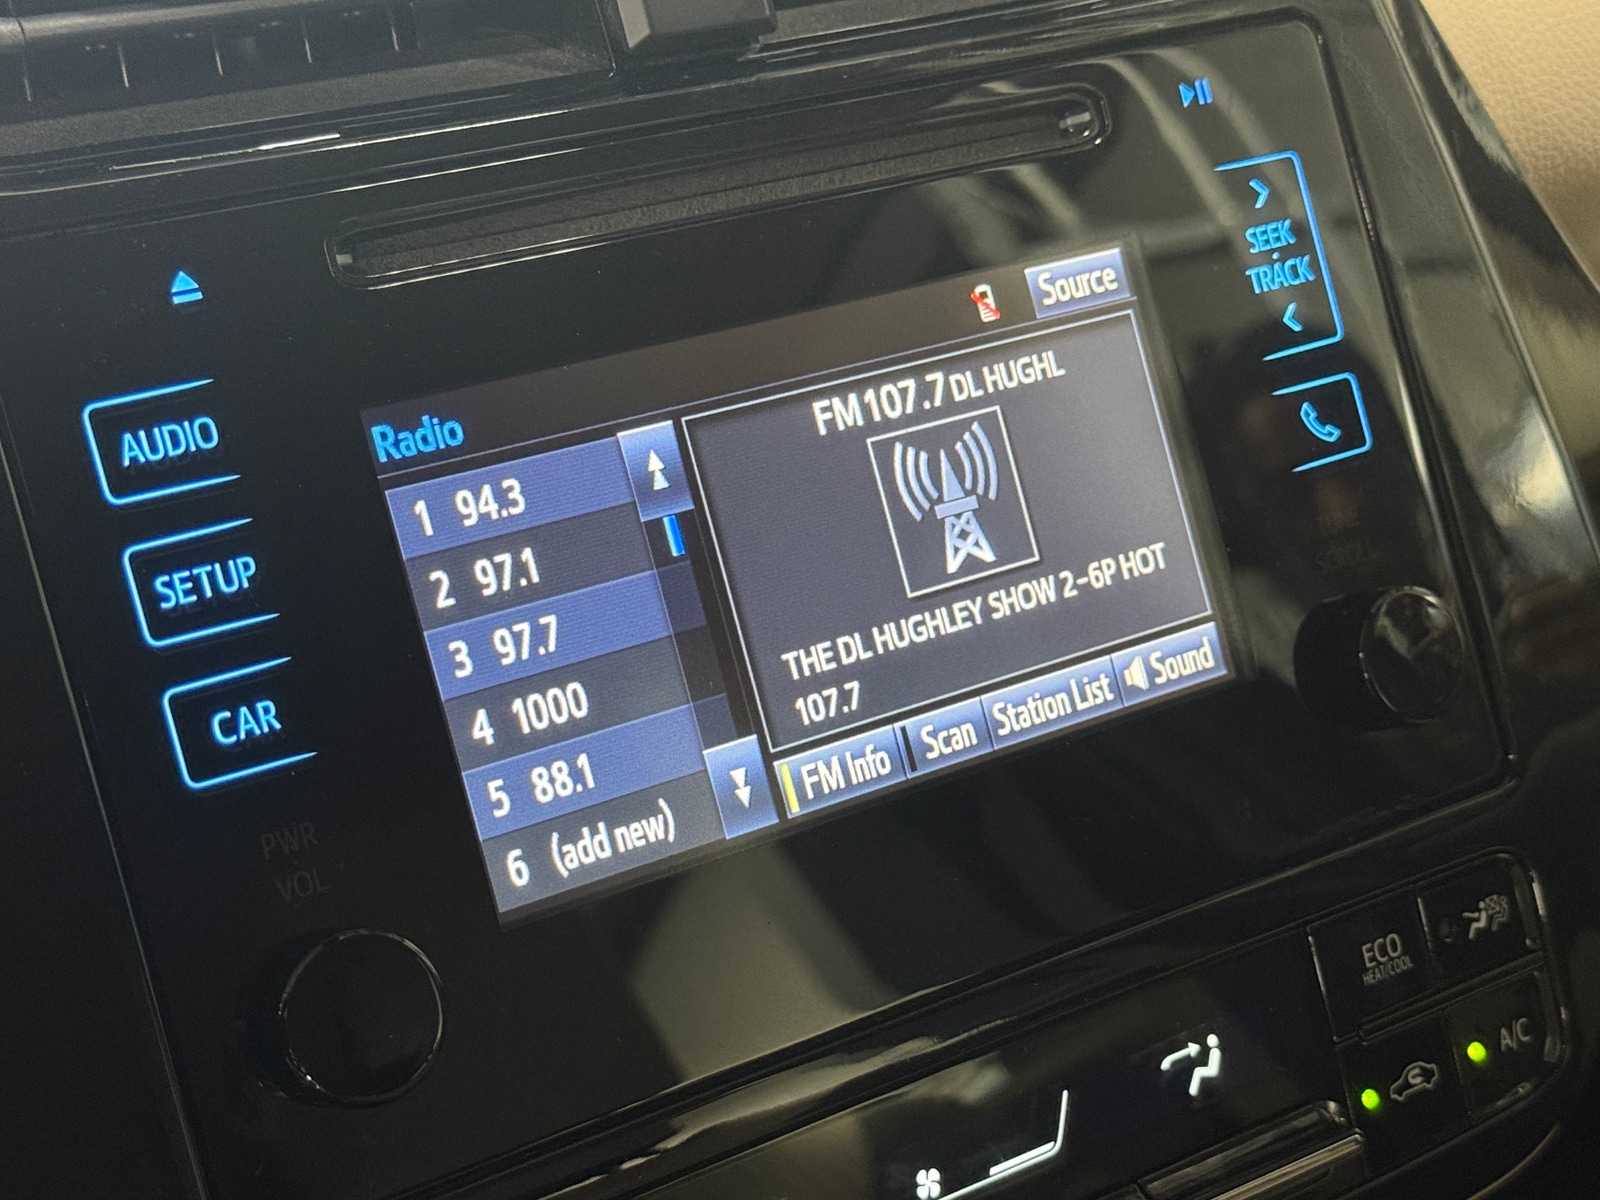 SEEK
TRACK
Source
AUDIO
SETUP
CAR
PWR
VOL
Radio
1 94.3
2 97.1
3 97.7
4 1000
5 88.1
6 (add new)
FM107.7 DL HUGHL
THE DL HUGHLEY SHOW 2-6P HOT
107.7
FM Info
Scan
Station List
Sound
SCROLL
ECO
HEAT/COOL
A/C